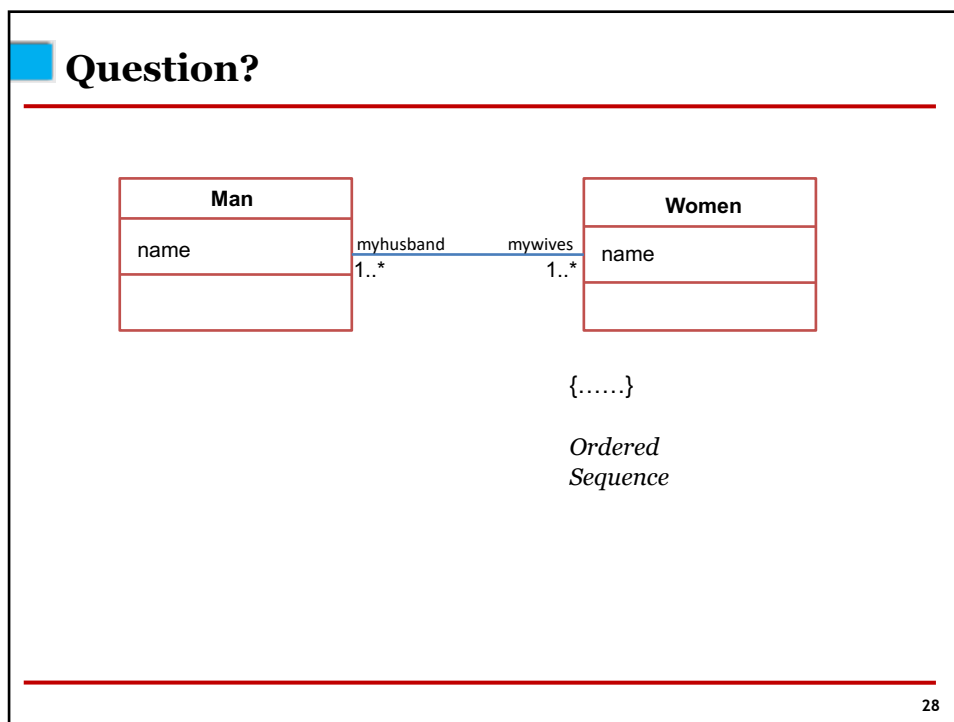 Question?
Man
Women
name
myhusband
mywives
name
1..*
1..*
{……}
Ordered
Sequence
28